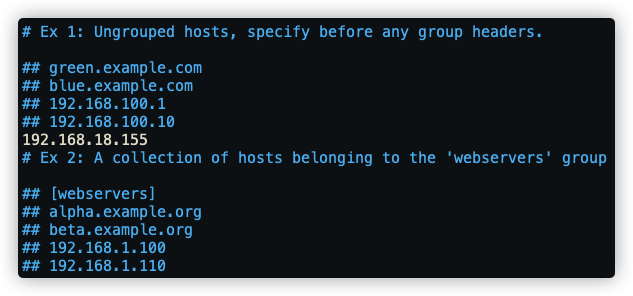 # Ex 1: Ungrouped hosts, specify before any group headers.
## green.example.com
## blue.example.com
## 192.168.100.1
## 192.168.100.10
192.168.18.155
# Ex 2: A collection of hosts belonging to the 'webservers' group
## [webservers]
## alpha.example.org
## beta.example.org
## 192.168.1.100
## 192.168.1.110